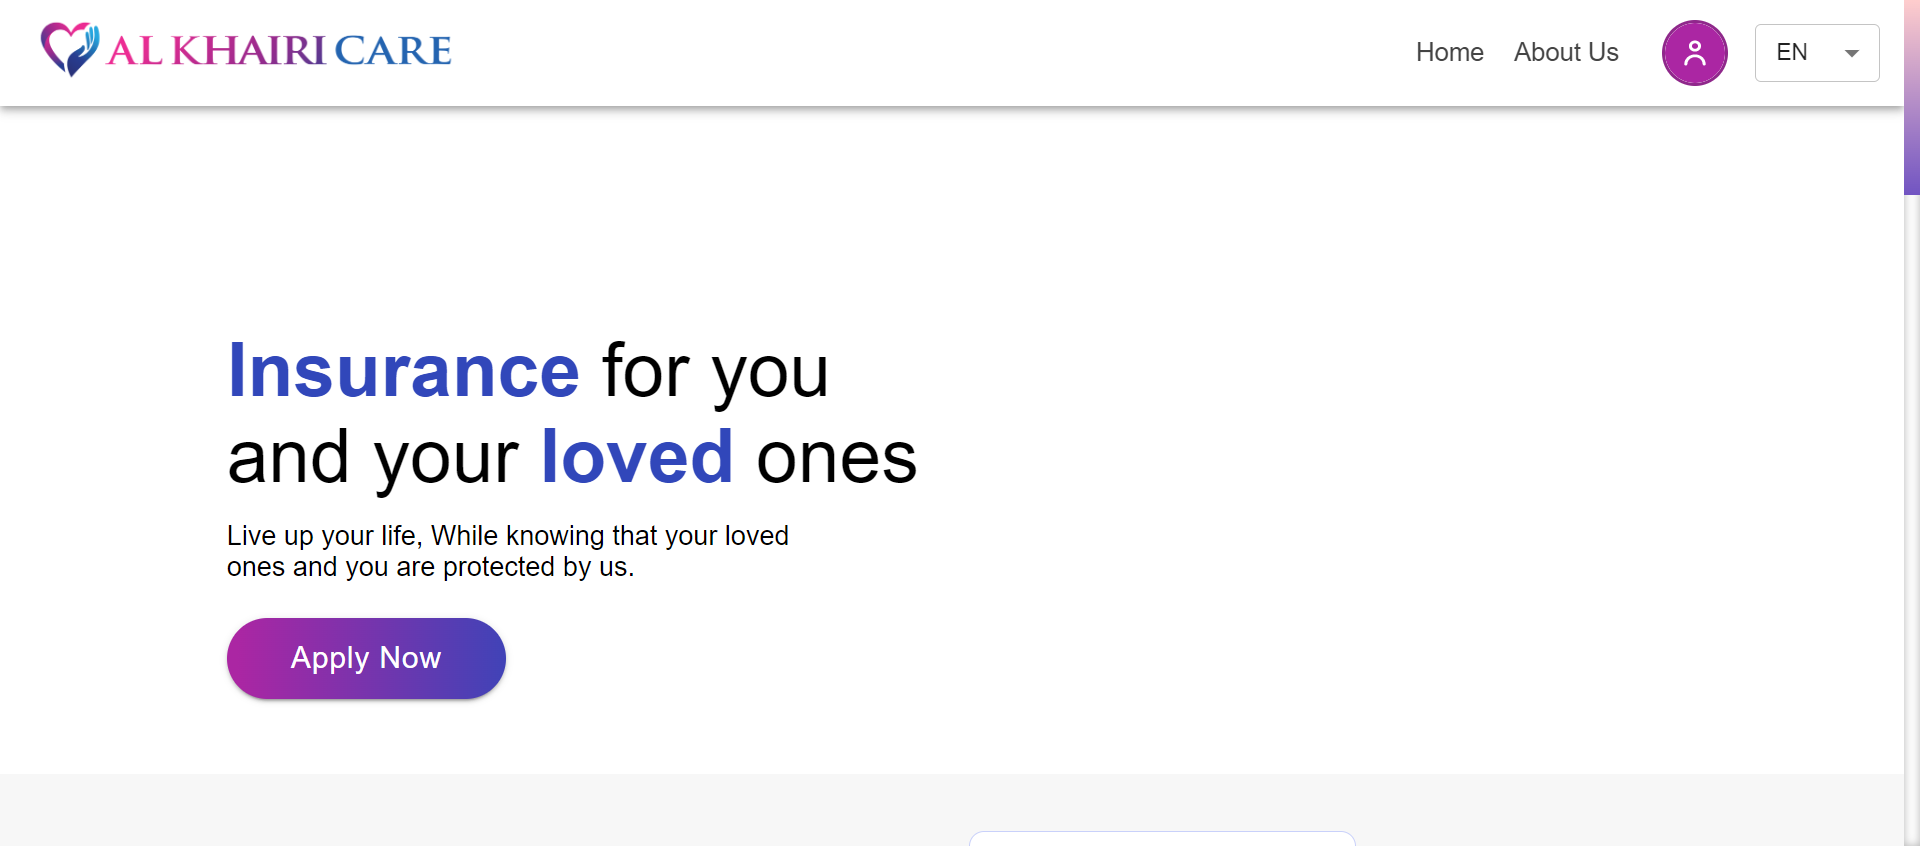 AL KHAIRI CARE
Home
About Us
EN
Insurance for you
and your loved ones
Live up your life, While knowing that your loved
ones and you are protected by us.
Apply Now